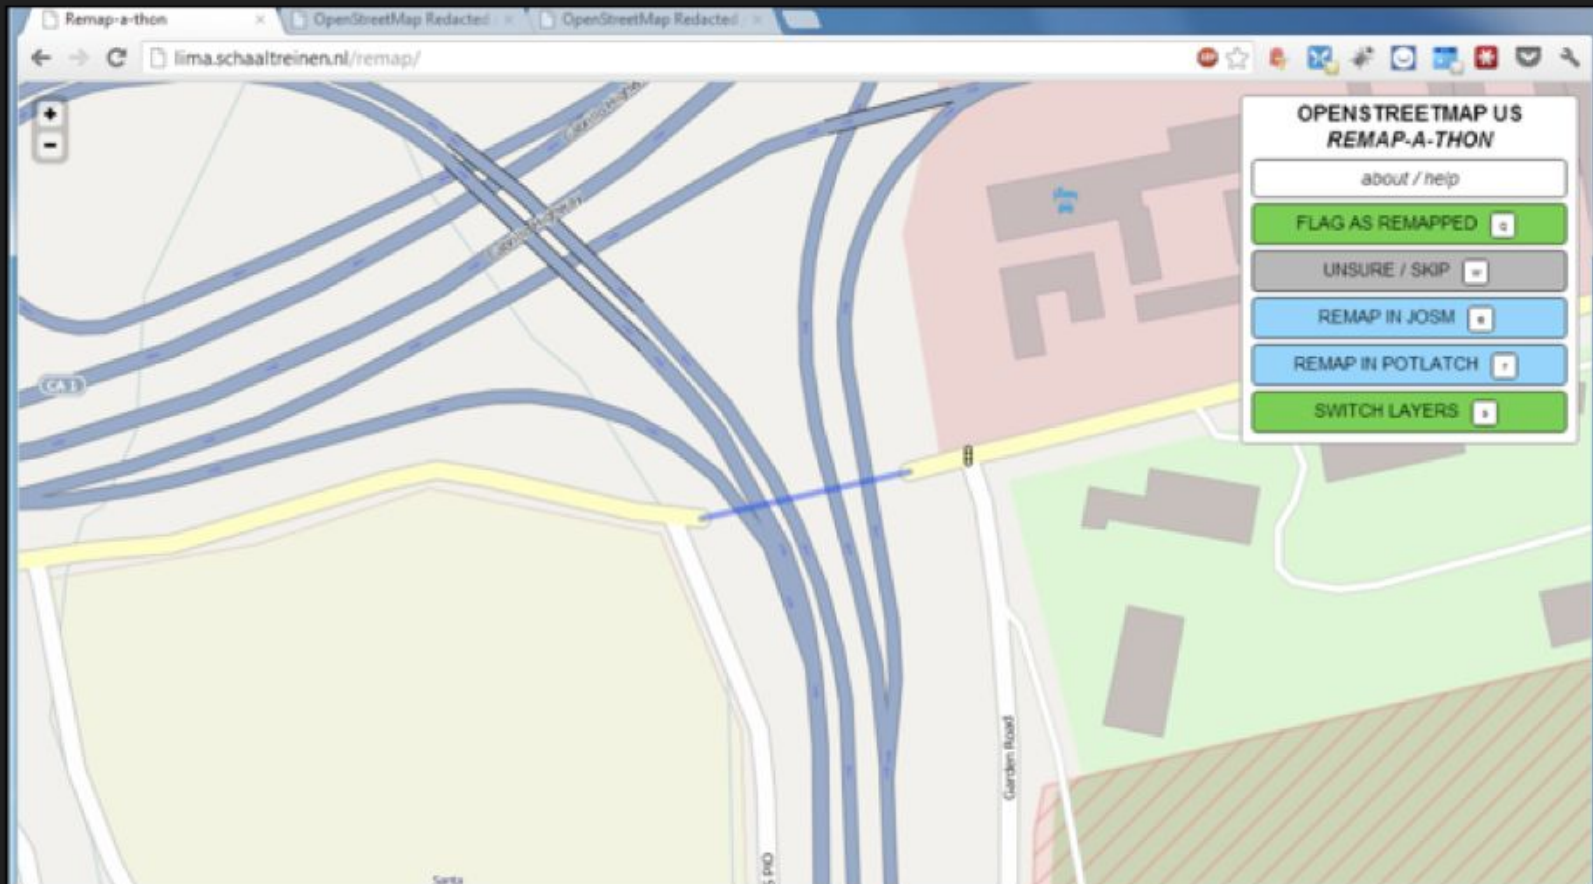 Remap-a-thon
OpenStreetMap Redacted
OpenStreetMap Redacted
lima.schaaltreinen.nl/remap/
+
-
OPENSTREETMAP US
REMAP-A-THON
about / help
FLAG AS REMAPPED q
UNSURE / SKIP w
REMAP IN JOSM e
REMAP IN POTLATCH r
SWITCH LAYERS s
CA 1
Garden Road
Santa